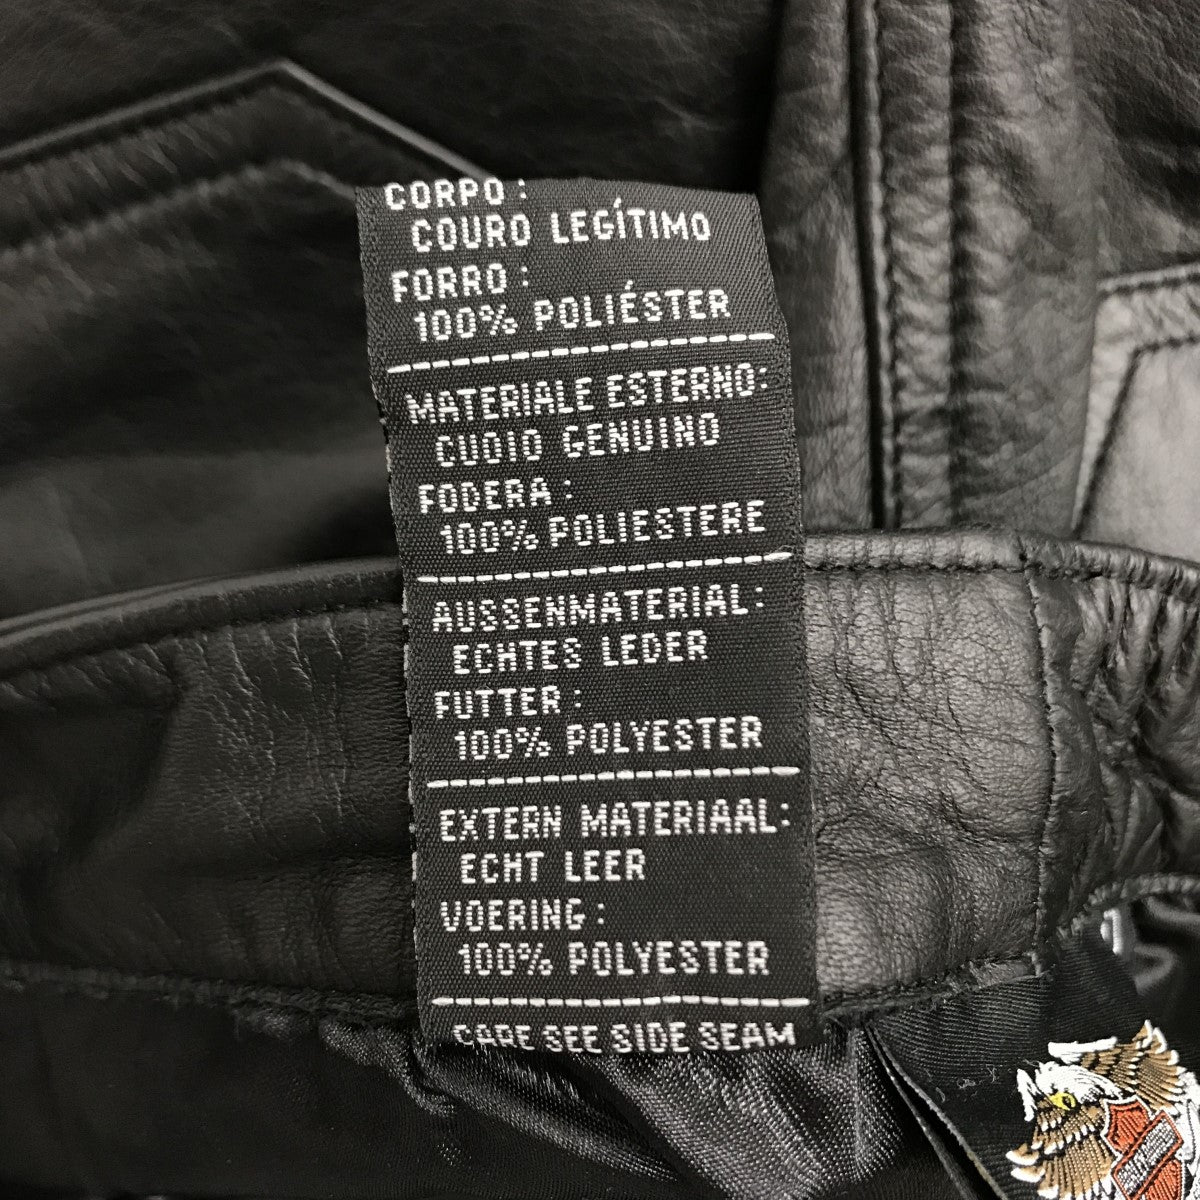 CORPO:
COURO LEGÍTIMO
FORRO:
100% POLIÉSTER
MATERIALE ESTERNO:
CUOIO GENUINO
FODERA:
100% POLIESTERE
AUSSENMATERIAL:
ECHTES LEDER
FUTTER:
100% POLYESTER
EXTERN MATERIAAL:
ECHT LEER
VOERING:
100% POLYESTER
CARE SEE SIDE SEAM